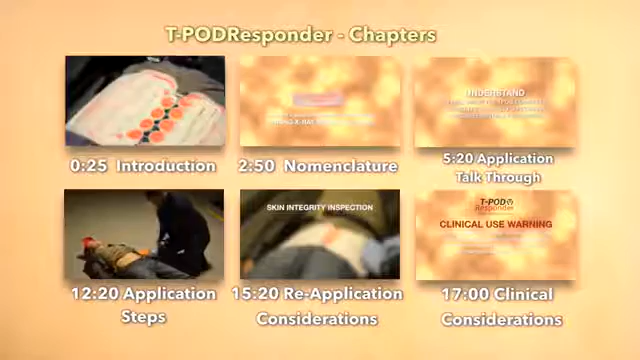 T-PODResponder - Chapters
0:25 Introduction
2:50 Nomenclature
UNDERSTAND
5:20 Application
Talk Through
SKIN INTEGRITY INSPECTION
T-POD
Responder
CLINICAL USE WARNING
12:20 Application
Steps
15:20 Re-Application
Considerations
17:00 Clinical
Considerations